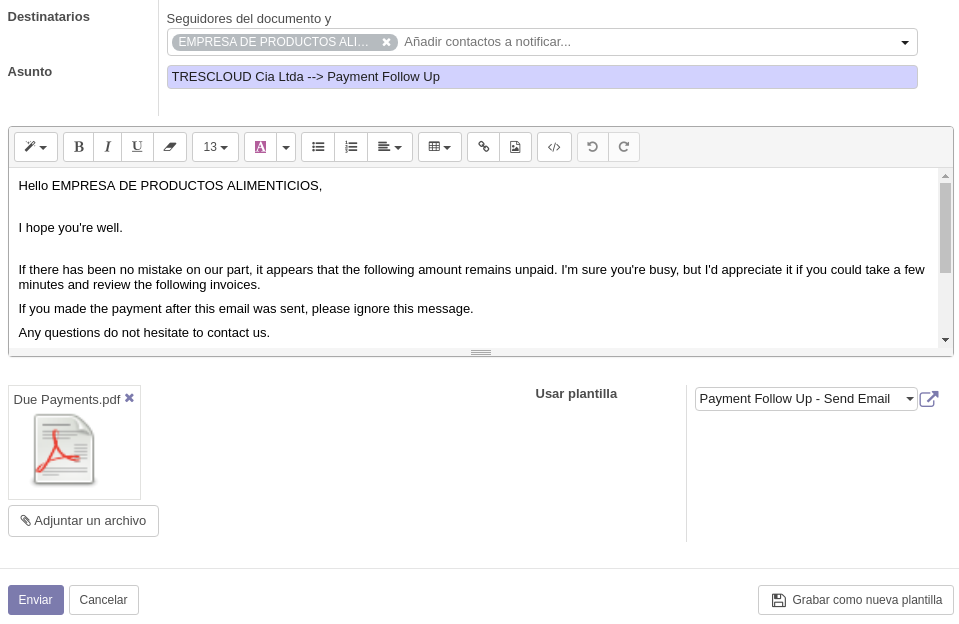 Destinatarios
Seguidores del documento y
EMPRESA DE PRODUCTOS ALI... ✖ Añadir contactos a notificar...
Asunto
TRESCLOUD Cia Ltda --> Payment Follow Up
B I U 13 A </>
Hello EMPRESA DE PRODUCTOS ALIMENTICIOS,
I hope you're well.
If there has been no mistake on our part, it appears that the following amount remains unpaid. I'm sure you're busy, but I'd appreciate it if you could take a few
minutes and review the following invoices.
If you made the payment after this email was sent, please ignore this message.
Any questions do not hesitate to contact us.
Due Payments.pdf ✖
Usar plantilla
Payment Follow Up - Send Email
Adjuntar un archivo
Enviar Cancelar Grabar como nueva plantilla